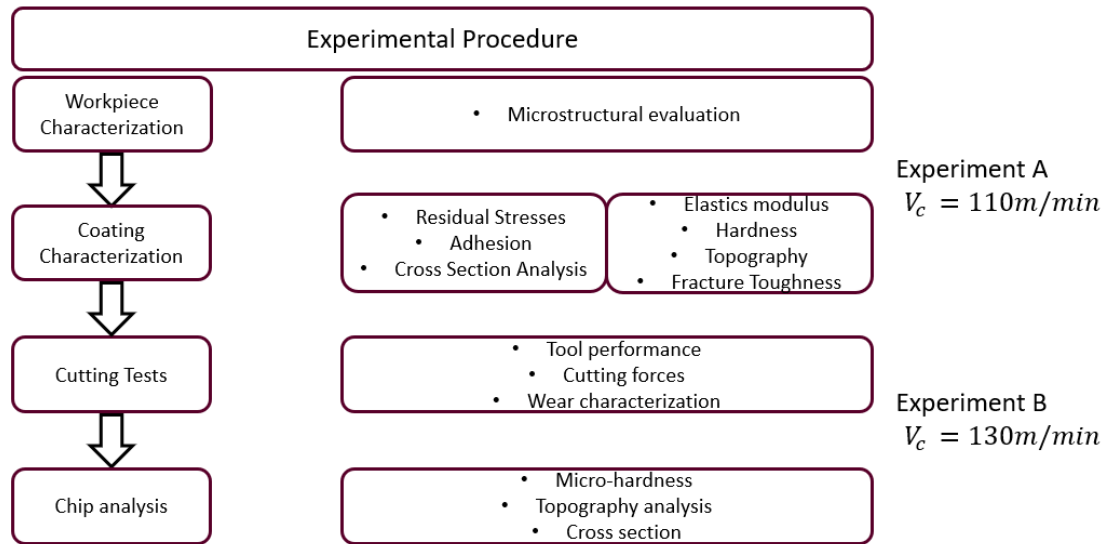 Experimental Procedure
Workpiece
Characterization
• Microstructural evaluation
Experiment A
V_c = 110m/min
Coating
Characterization
• Residual Stresses
• Adhesion
• Cross Section Analysis
• Elastics modulus
• Hardness
• Topography
• Fracture Toughness
Cutting Tests
• Tool performance
• Cutting forces
• Wear characterization
Experiment B
V_c = 130m/min
Chip analysis
• Micro-hardness
• Topography analysis
• Cross section